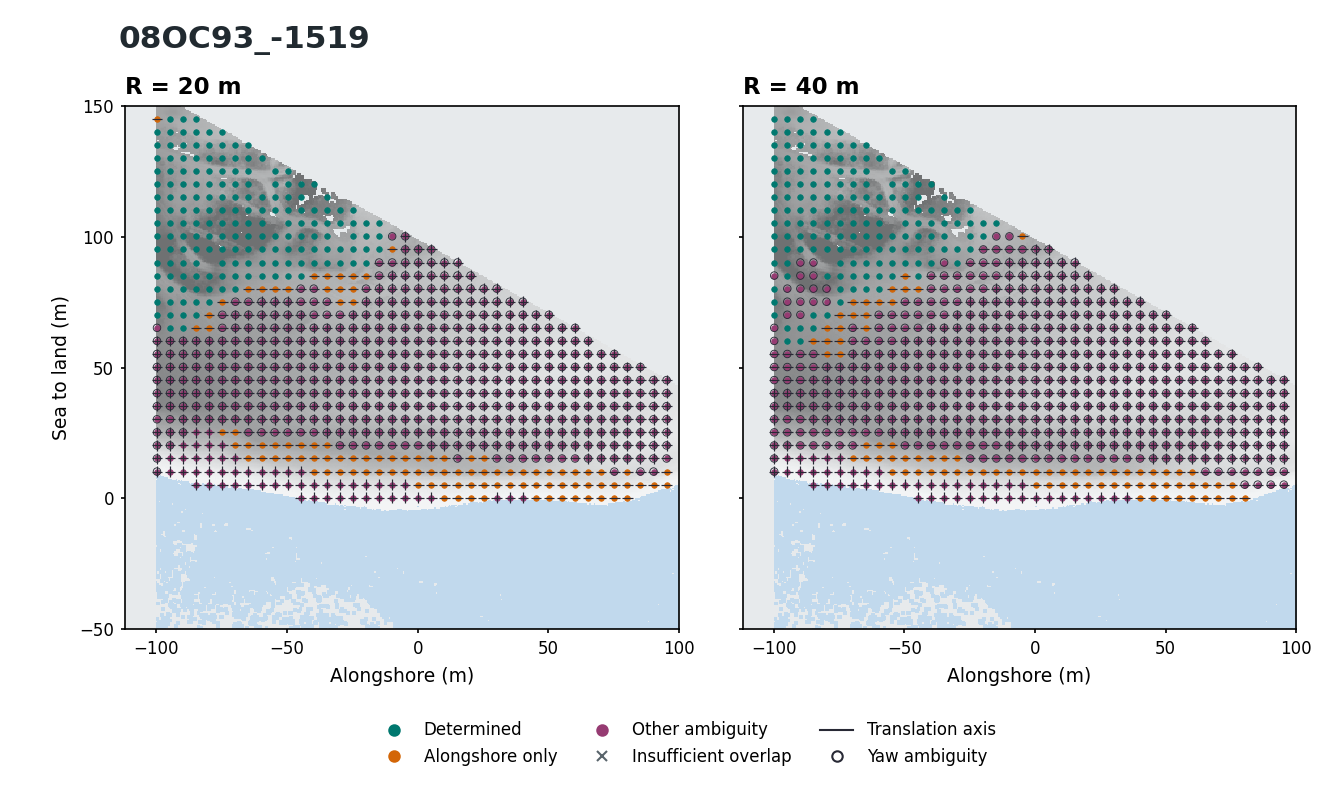 08OC93_-1519
R = 20 m
R = 40 m
150
100
50
0
−50
Sea to land (m)
−100
−50
0
50
100
−100
−50
0
50
100
Alongshore (m)
Alongshore (m)
Determined
Other ambiguity
Translation axis
Alongshore only
Insufficient overlap
Yaw ambiguity